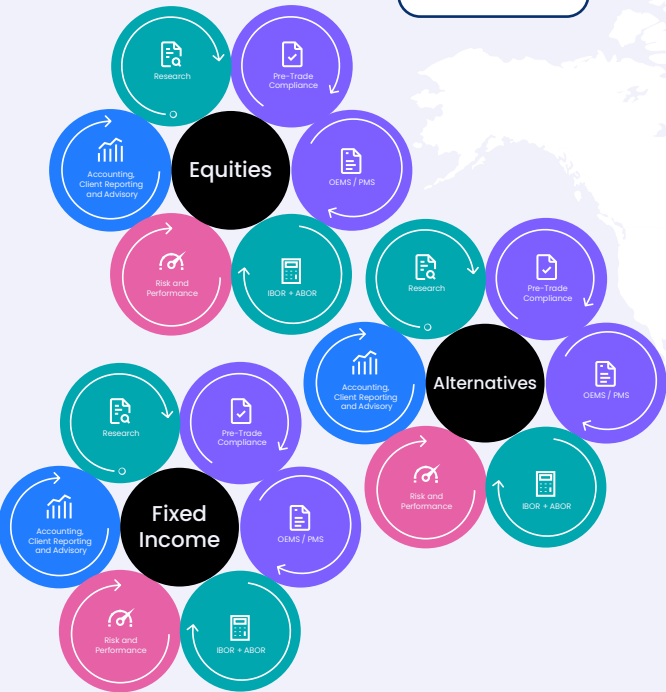 Research
Pre-Trade
Compliance
Accounting,
Client Reporting
and Advisory
Equities
OEMS / PMS
Risk and
Performance
IBOR + ABOR
Research
Pre-Trade
Compliance
Accounting,
Client Reporting
and Advisory
Alternatives
OEMS / PMS
Risk and
Performance
IBOR + ABOR
Research
Pre-Trade
Compliance
Accounting,
Client Reporting
and Advisory
Fixed
Income
OEMS / PMS
Risk and
Performance
IBOR + ABOR